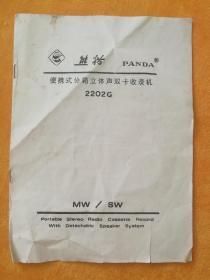 熊猫 PANDA®
便携式分箱立体声双卡收录机
2202G
MW / SW
Portable Stereo Radio Cassette Record
With Detachable Speaker System